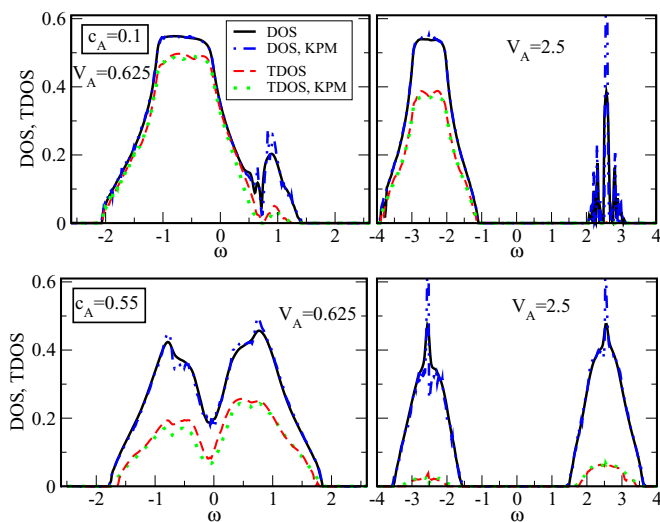 c_A=0.1
V_A=0.625
DOS
DOS, KPM
TDOS
TDOS, KPM
V_A=2.5
DOS, TDOS
0.6
0.4
0.2
0
-2 -1 0 1 2
ω
-4 -3 -2 -1 0 1 2 3 4
ω
c_A=0.55
V_A=0.625
V_A=2.5
DOS, TDOS
0.6
0.4
0.2
0
-2 -1 0 1 2
ω
-4 -3 -2 -1 0 1 2 3 4
ω